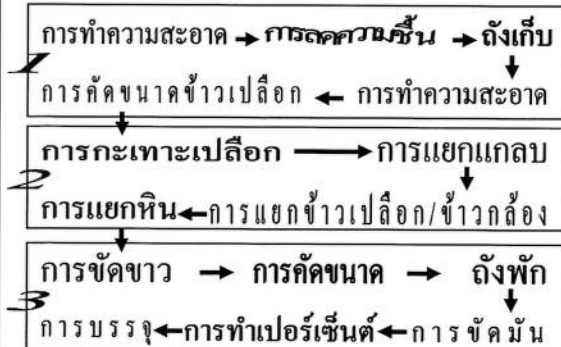 การทำความสะอาด → การลดความชื้น → ถังเก็บ
1
การคัดขนาดข้าวเปลือก ← การทำความสะอาด
การกะเทาะเปลือก → การแยกแกลบ
2
การแยกหิน ← การแยกข้าวเปลือก/ข้าวกล้อง
การขัดขาว → การคัดขนาด → ถังพัก
3
การบรรจุ ← การทำเปอร์เซ็นต์ ← การขัดมัน